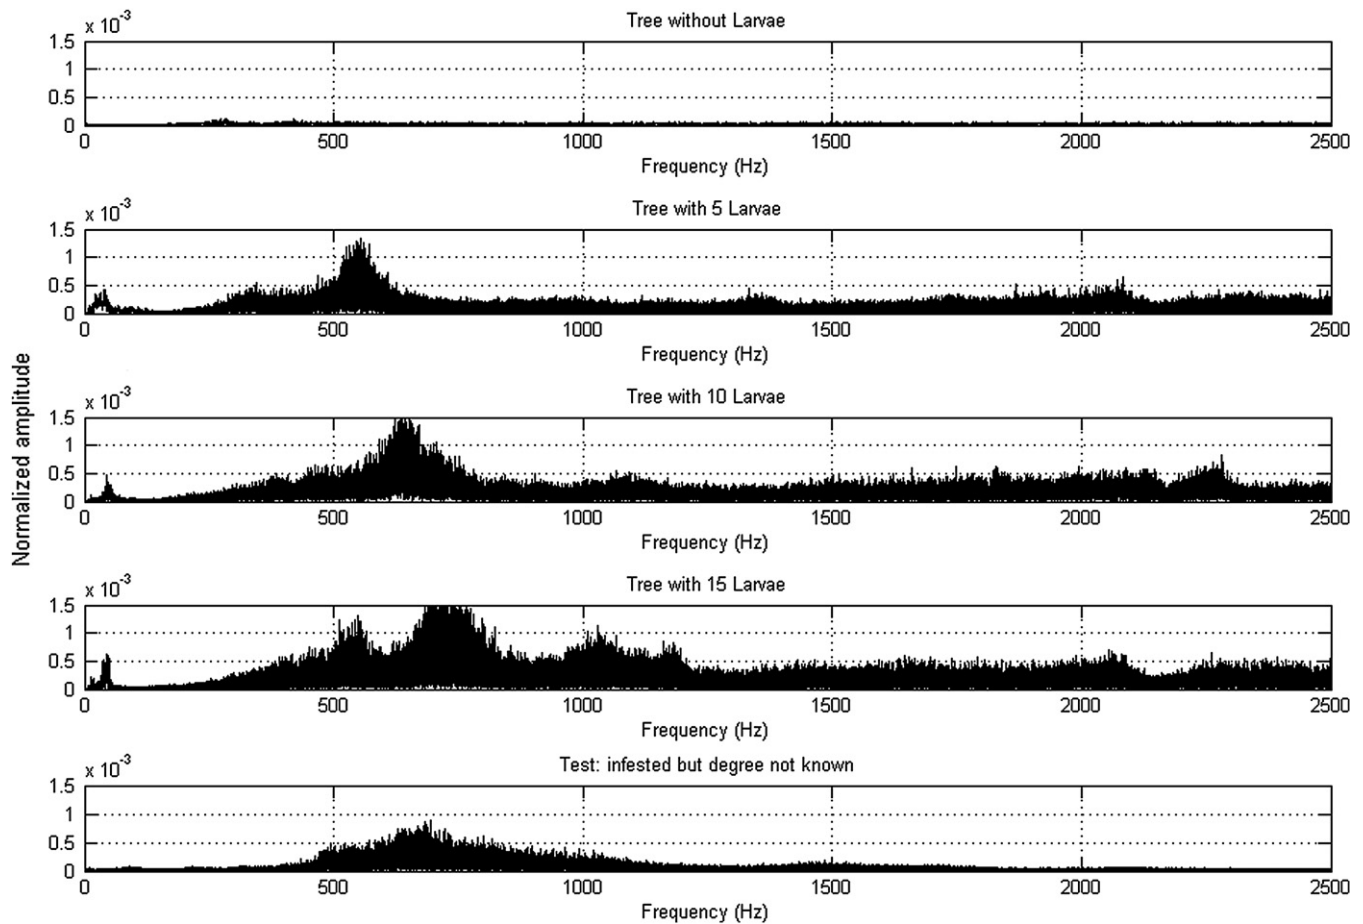 Tree without Larvae
x 10-3
1.5
1
0.5
0
0 500 1000 1500 2000 2500
Frequency (Hz)
Tree with 5 Larvae
x 10-3
1.5
1
0.5
0
0 500 1000 1500 2000 2500
Frequency (Hz)
Normalized amplitude
Tree with 10 Larvae
x 10-3
1.5
1
0.5
0
0 500 1000 1500 2000 2500
Frequency (Hz)
Tree with 15 Larvae
x 10-3
1.5
1
0.5
0
0 500 1000 1500 2000 2500
Frequency (Hz)
Test: infested but degree not known
x 10-3
1.5
1
0.5
0
0 500 1000 1500 2000 2500
Frequency (Hz)